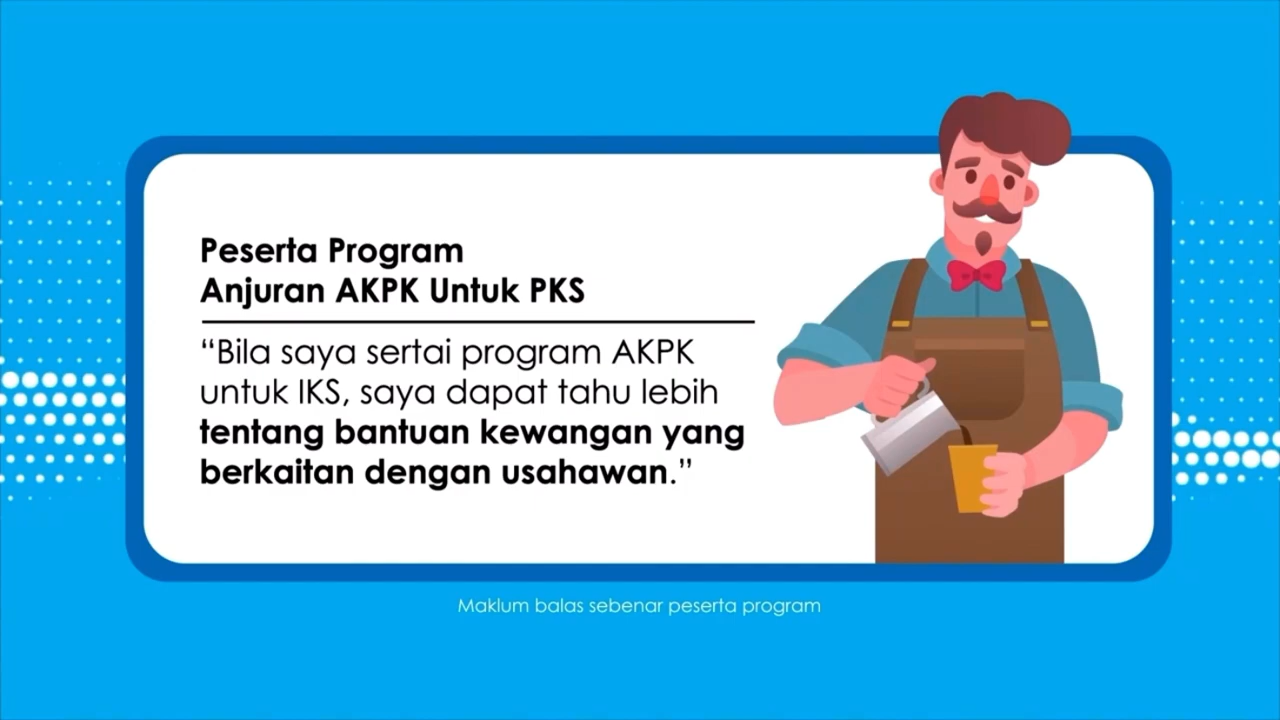 Peserta Program
Anjuran AKPK Untuk PKS
“Bila saya sertai program AKPK
untuk IKS, saya dapat tahu lebih
tentang bantuan kewangan yang
berkaitan dengan usahawan.”
Maklum balas sebenar peserta program